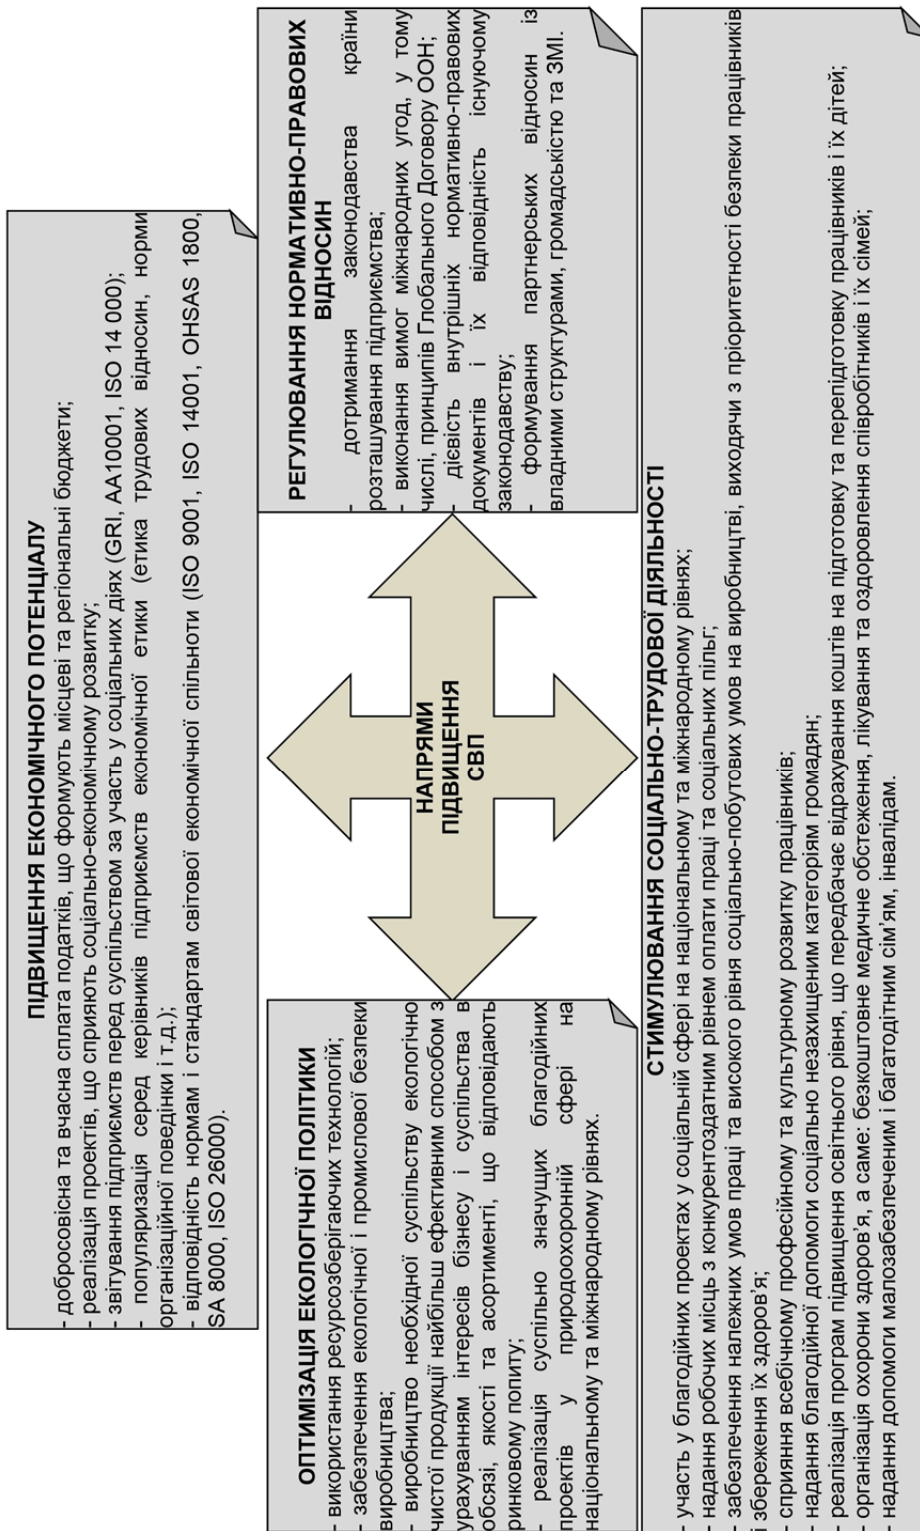 ПІДВИЩЕННЯ ЕКОНОМІЧНОГО ПОТЕНЦІАЛУ
- добросовісна та вчасна сплата податків, що формують місцеві та регіональні бюджети;
- реалізація проектів, що сприяють соціально-економічному розвитку;
- звітування підприємств перед суспільством за участь у соціальних діях (GRI, AA10001, ISO 14 000);
- популяризація серед керівників підприємств економічної етики (етика трудових відносин, норми
організаційної поведінки і т.д.);
- відповідність нормам і стандартам світової економічної спільноти (ISO 9001, ISO 14001, OHSAS 1800,
SA 8000, ISO 26000).
ОПТИМІЗАЦІЯ ЕКОЛОГІЧНОЇ ПОЛІТИКИ
- використання ресурсозберігаючих технологій;
- забезпечення екологічної і промислової безпеки
виробництва;
- виробництво необхідної суспільству екологічно
чистої продукції найбільш ефективним способом з
урахуванням інтересів бізнесу і суспільства в
обсязі, якості та асортименті, що відповідають
ринковому попиту;
- реалізація суспільно значущих благодійних
проектів у природоохоронній сфері на
національному та міжнародному рівнях.
НАПРЯМИ
ПІДВИЩЕННЯ
СВП
РЕГУЛЮВАННЯ НОРМАТИВНО-ПРАВОВИХ
ВІДНОСИН
- дотримання законодавства країни
розташування підприємства;
- виконання вимог міжнародних угод, у тому
числі, принципів Глобального Договору ООН;
- дієвість внутрішніх нормативно-правових
документів і їх відповідність існуючому
законодавству;
- формування партнерських відносин із
владними структурами, громадськістю та ЗМІ.
СТИМУЛЮВАННЯ СОЦІАЛЬНО-ТРУДОВОЇ ДІЯЛЬНОСТІ
- участь у благодійних проектах у соціальній сфері на національному та міжнародному рівнях;
- надання робочих місць з конкурентоздатним рівнем оплати праці та соціальних пільг;
- забезпечення належних умов праці та високого рівня соціально-побутових умов на виробництві, виходячи з пріоритетності безпеки працівників
і збереження їх здоров'я;
- сприяння всебічному професійному та культурному розвитку працівників;
- надання благодійної допомоги соціально незахищеним категоріям громадян;
- реалізація програм підвищення освітнього рівня, що передбачає відрахування коштів на підготовку та перепідготовку працівників і їх дітей;
- організація охорони здоров'я, а саме: безкоштовне медичне обстеження, лікування та оздоровлення співробітників і їх сімей;
- надання допомоги малозабезпеченим і багатодітним сім'ям, інвалідам.